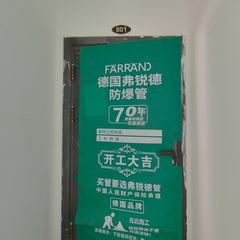 801
FARRAND
德国弗锐德
防爆管
70年
开工大吉
买管要选弗锐德管
中国人民财产保险承保
德国品牌
在此施工